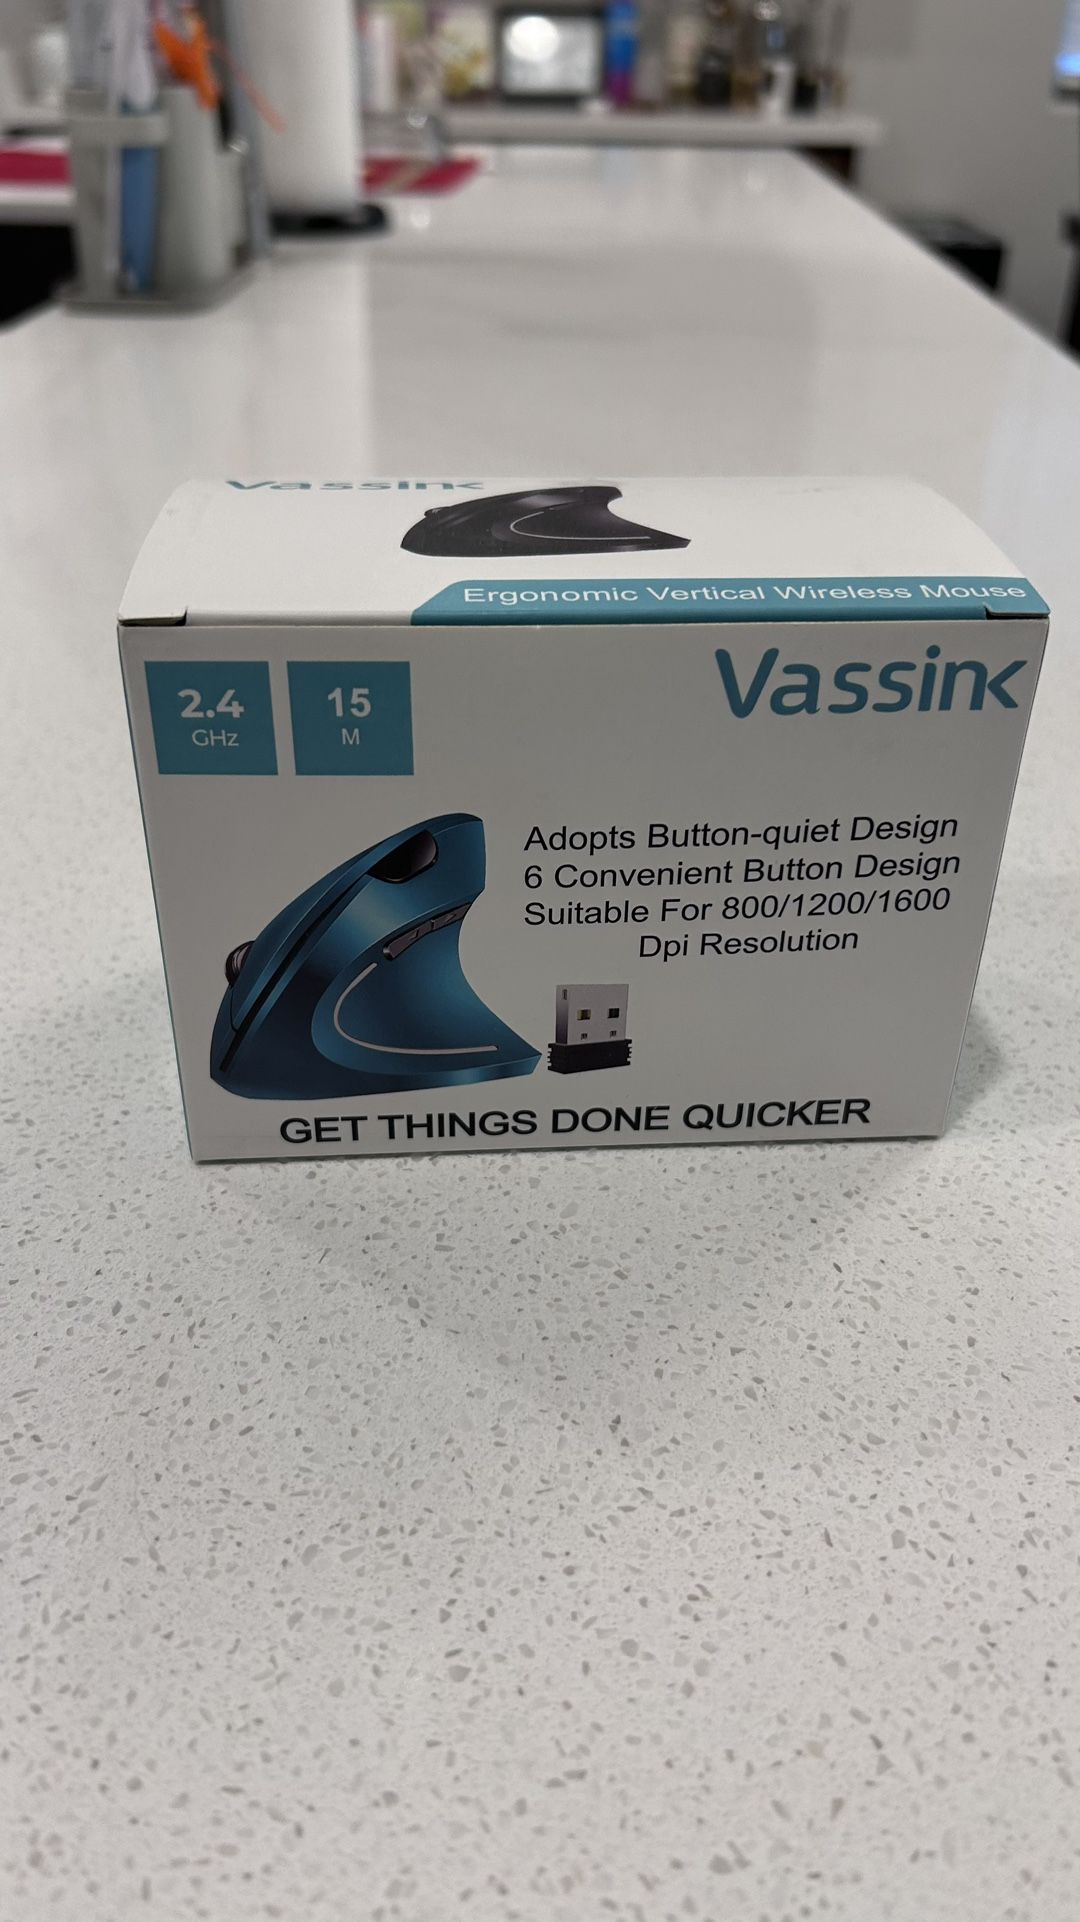 Vassink
Ergonomic Vertical Wireless Mouse
2.4
GHz
15
M
Vassink
Adopts Button-quiet Design
6 Convenient Button Design
Suitable For 800/1200/1600
Dpi Resolution
GET THINGS DONE QUICKER